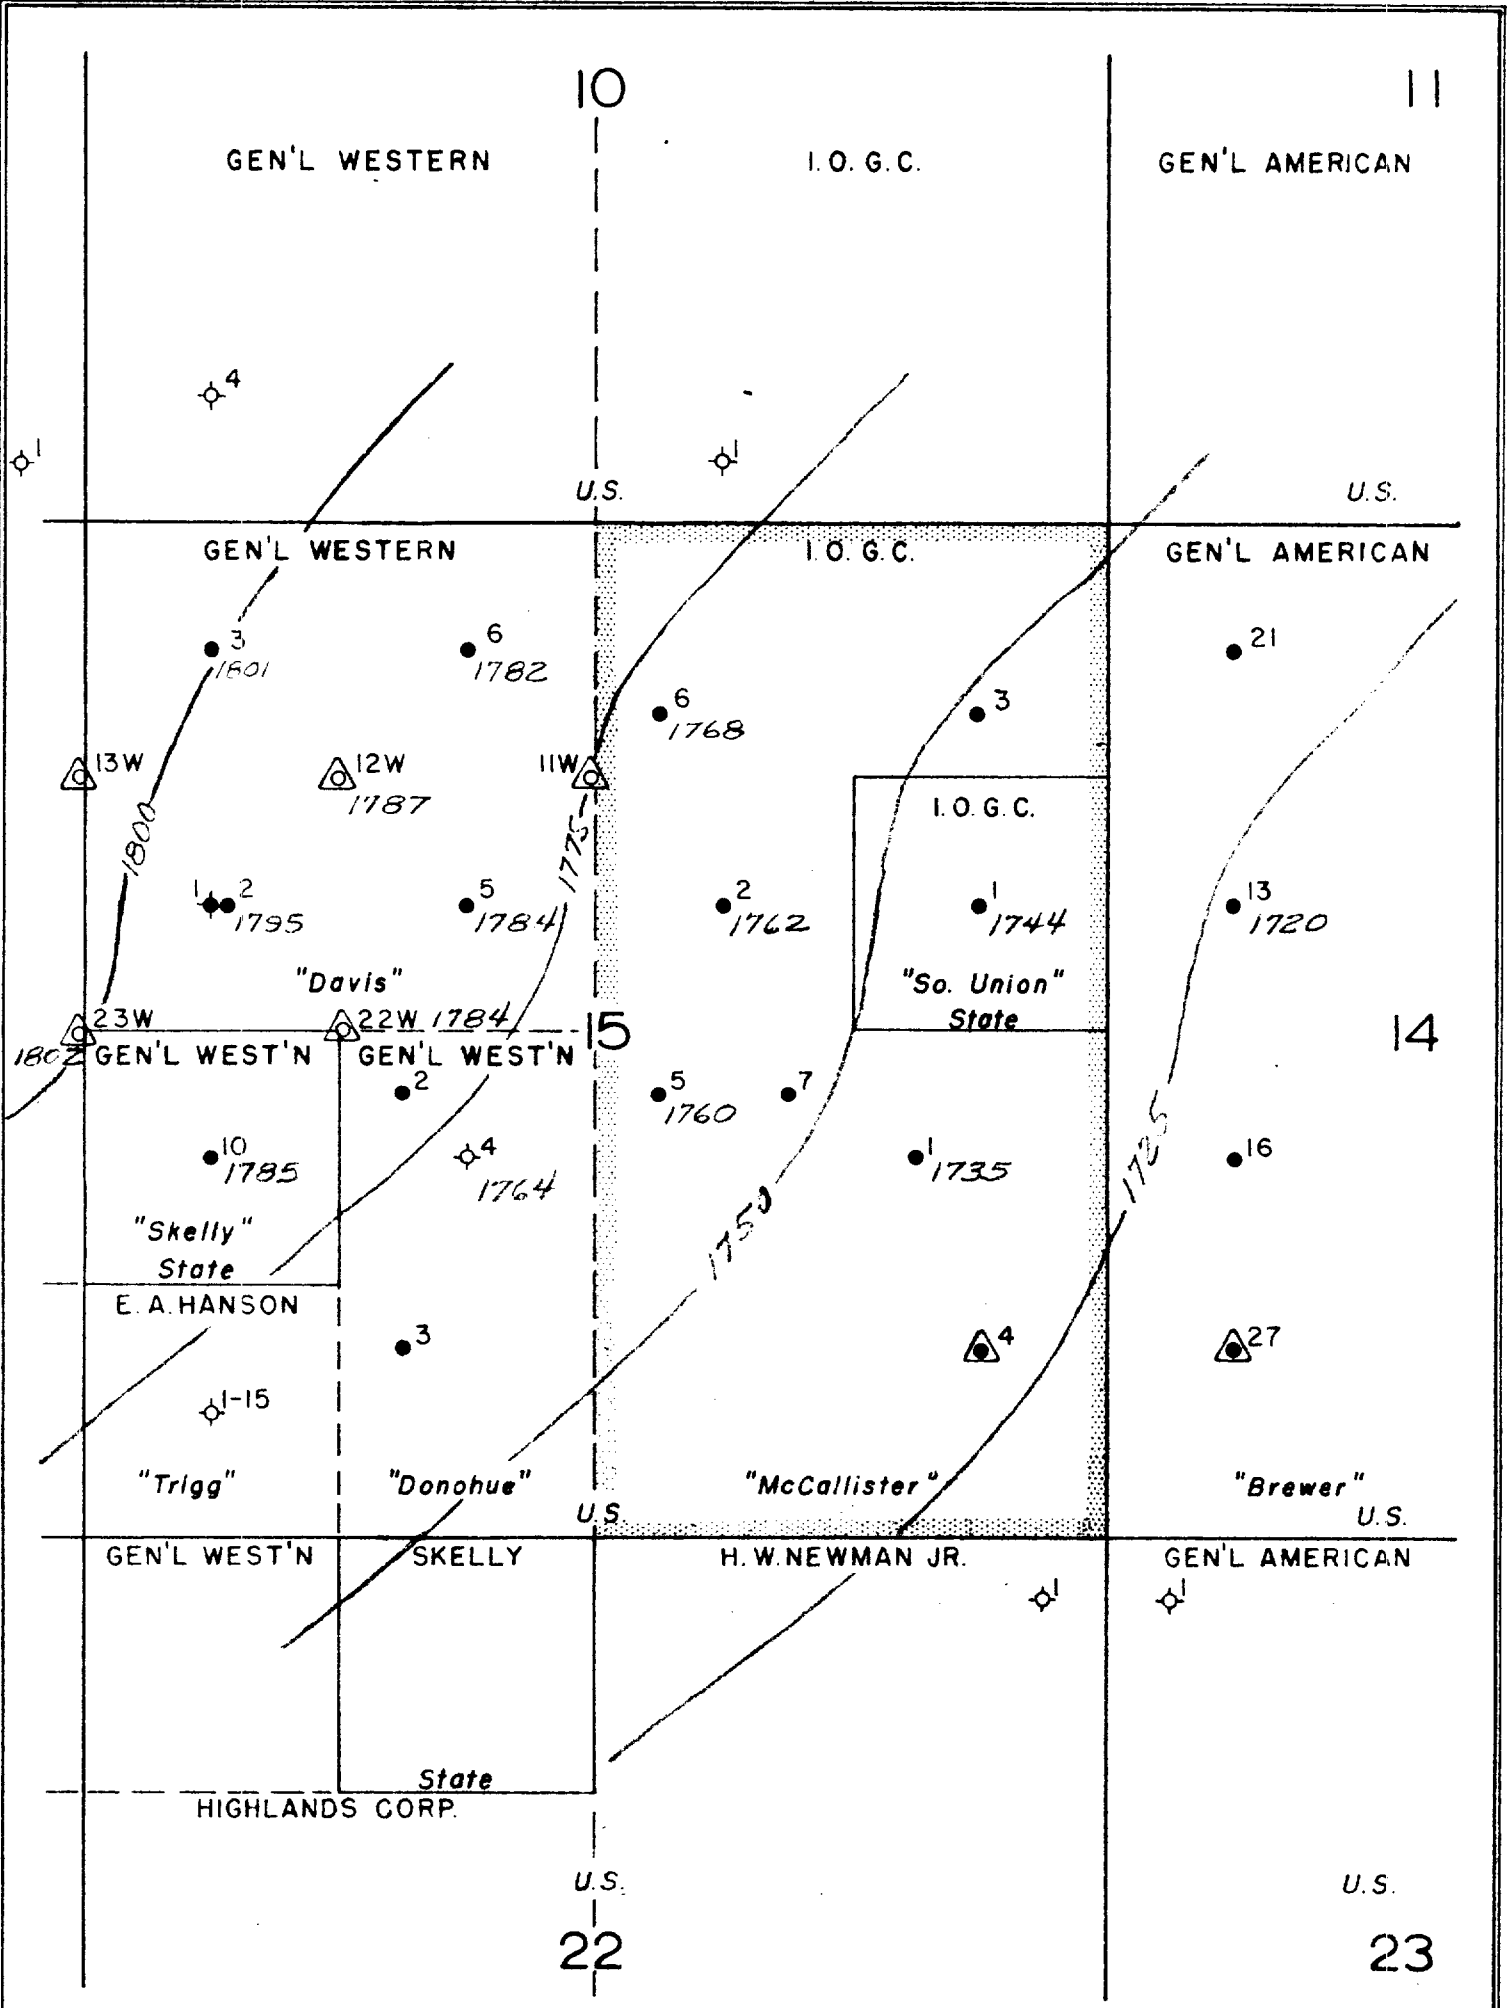 10
11
GEN'L WESTERN
I.O.G.C.
GEN'L AMERICAN
4
1
1
U.S.
U.S.
GEN'L WESTERN
I.O.G.C.
GEN'L AMERICAN
3
1801
6
1782
21
6
1768
3
13W
12W
1787
11W
1800
1775
I.O.G.C.
1
2
1795
5
1784
2
1762
1
1744
13
1720
"Davis"
"So. Union"
State
23W
1802
22W 1784
15
14
GEN'L WEST'N
GEN'L WEST'N
2
5
1760
7
10
1785
4
1764
1
1735
16
1725
1750
"Skelly"
State
E.A.HANSON
3
4
27
1-15
"Trigg"
"Donohue"
"McCallister"
"Brewer"
U.S.
U.S.
GEN'L WEST'N
SKELLY
H.W.NEWMAN JR.
GEN'L AMERICAN
1
1
State
HIGHLANDS CORP.
U.S.
U.S.
22
23